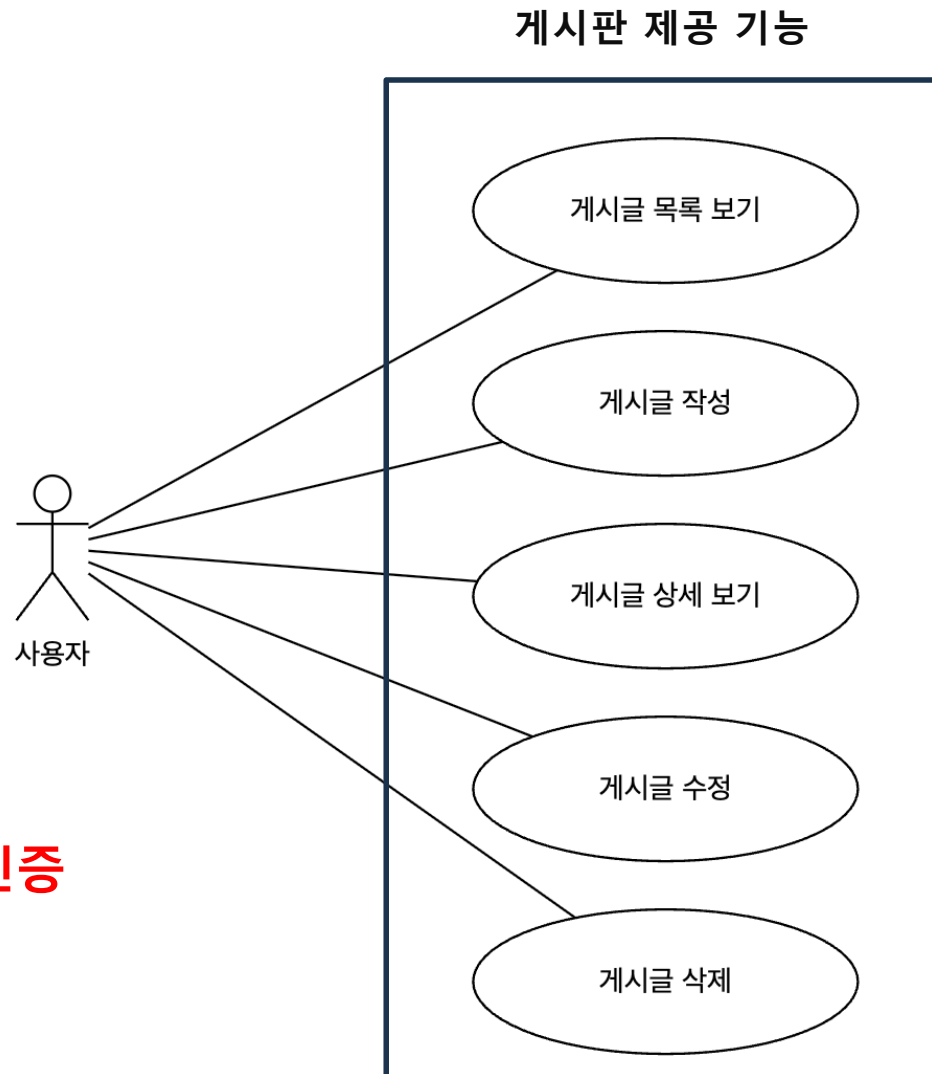 게시판 제공 기능
게시글 목록 보기
게시글 작성
게시글 상세 보기
사용자
게시글 수정
게시글 삭제